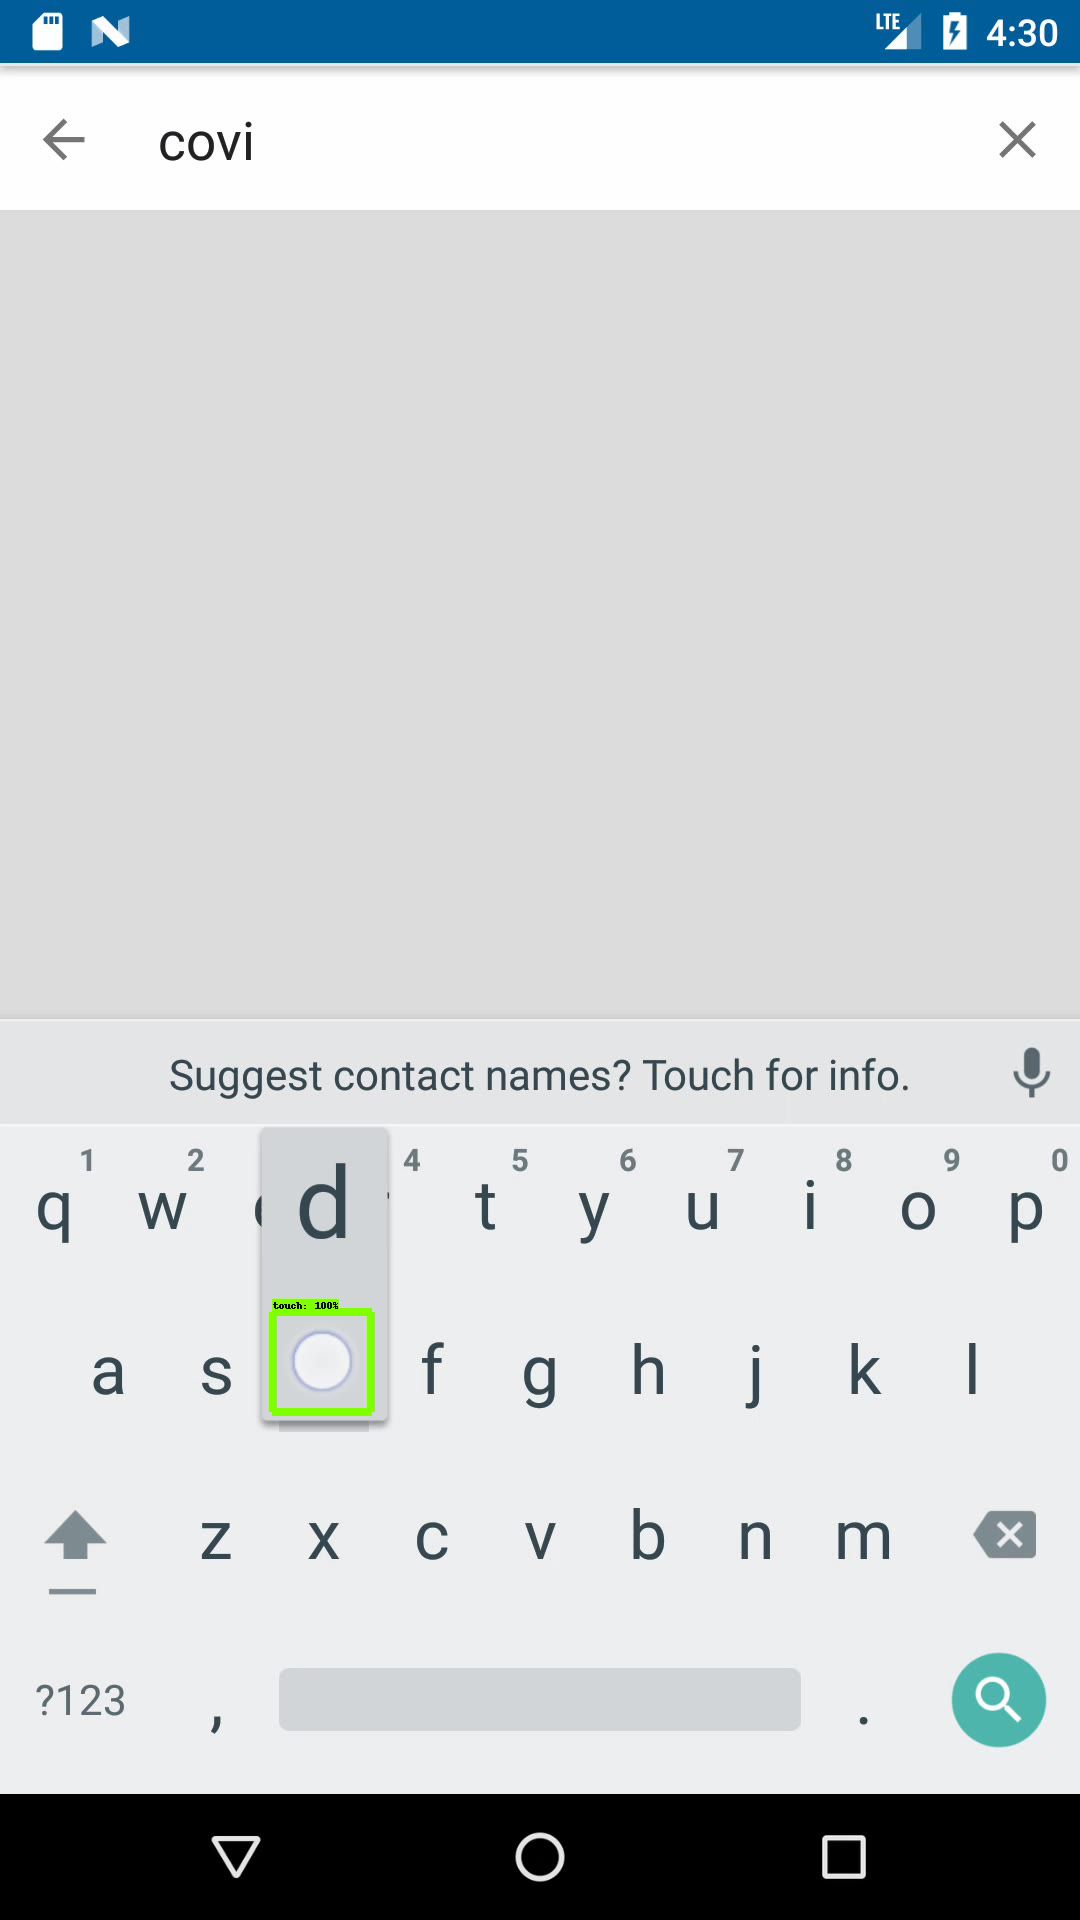 LTE 4:30
covi
Suggest contact names? Touch for info.
1 2 4 5 6 7 8 9 0
q w d t y u i o p
touch: 100%
a s f g h j k l
z x c v b n m
?123 , .